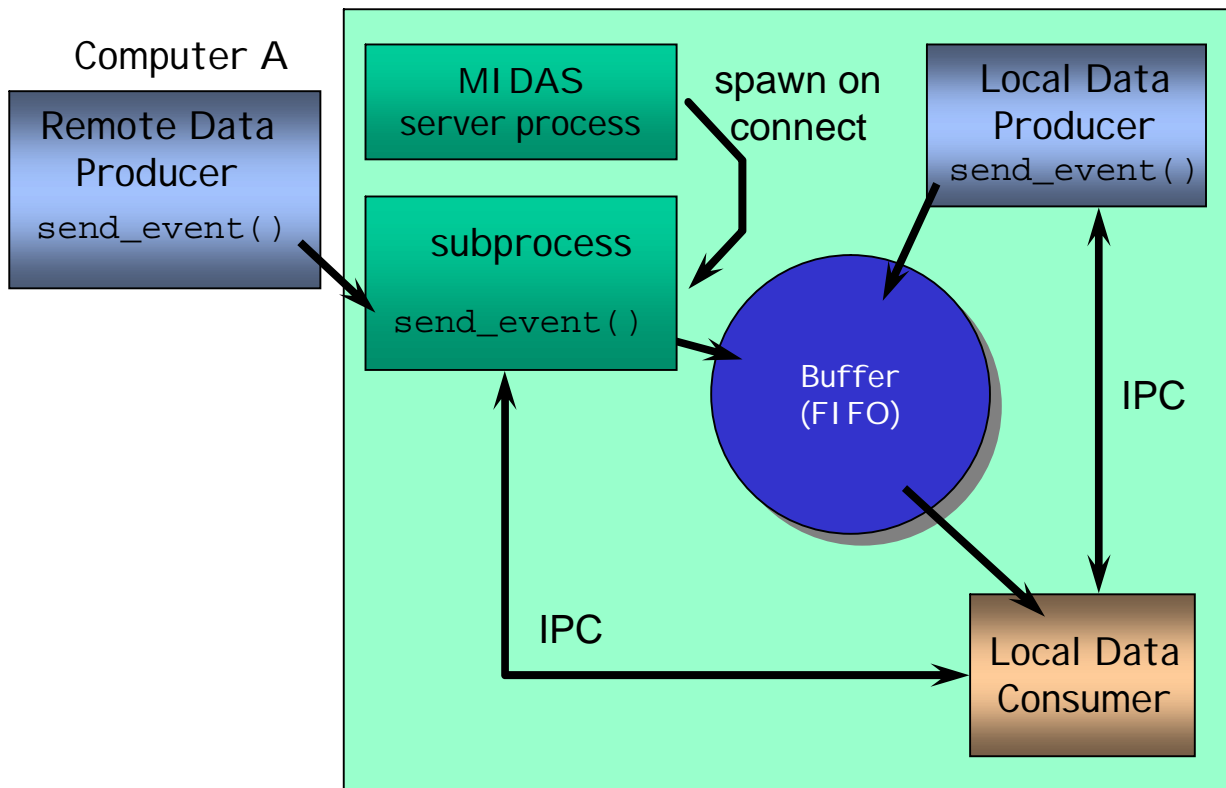 Computer A
Remote Data
Producer
send_event()
MIDAS
server process
spawn on
connect
subprocess
send_event()
Local Data
Producer
send_event()
Buffer
(FIFO)
IPC
IPC
Local Data
Consumer